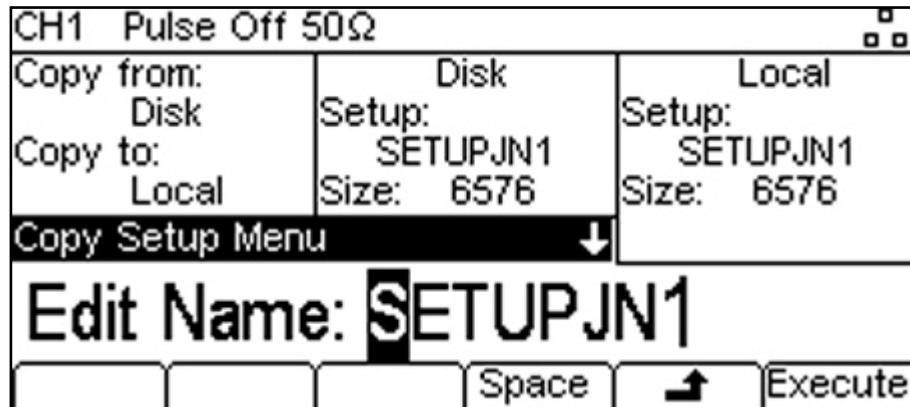 CH1 Pulse Off 50Ω
Copy from:
Disk
Copy to:
Local
Disk
Setup:
SETUPJN1
Size: 6576
Local
Setup:
SETUPJN1
Size: 6576
Copy Setup Menu
Edit Name: SETUPJN1
Space
Execute